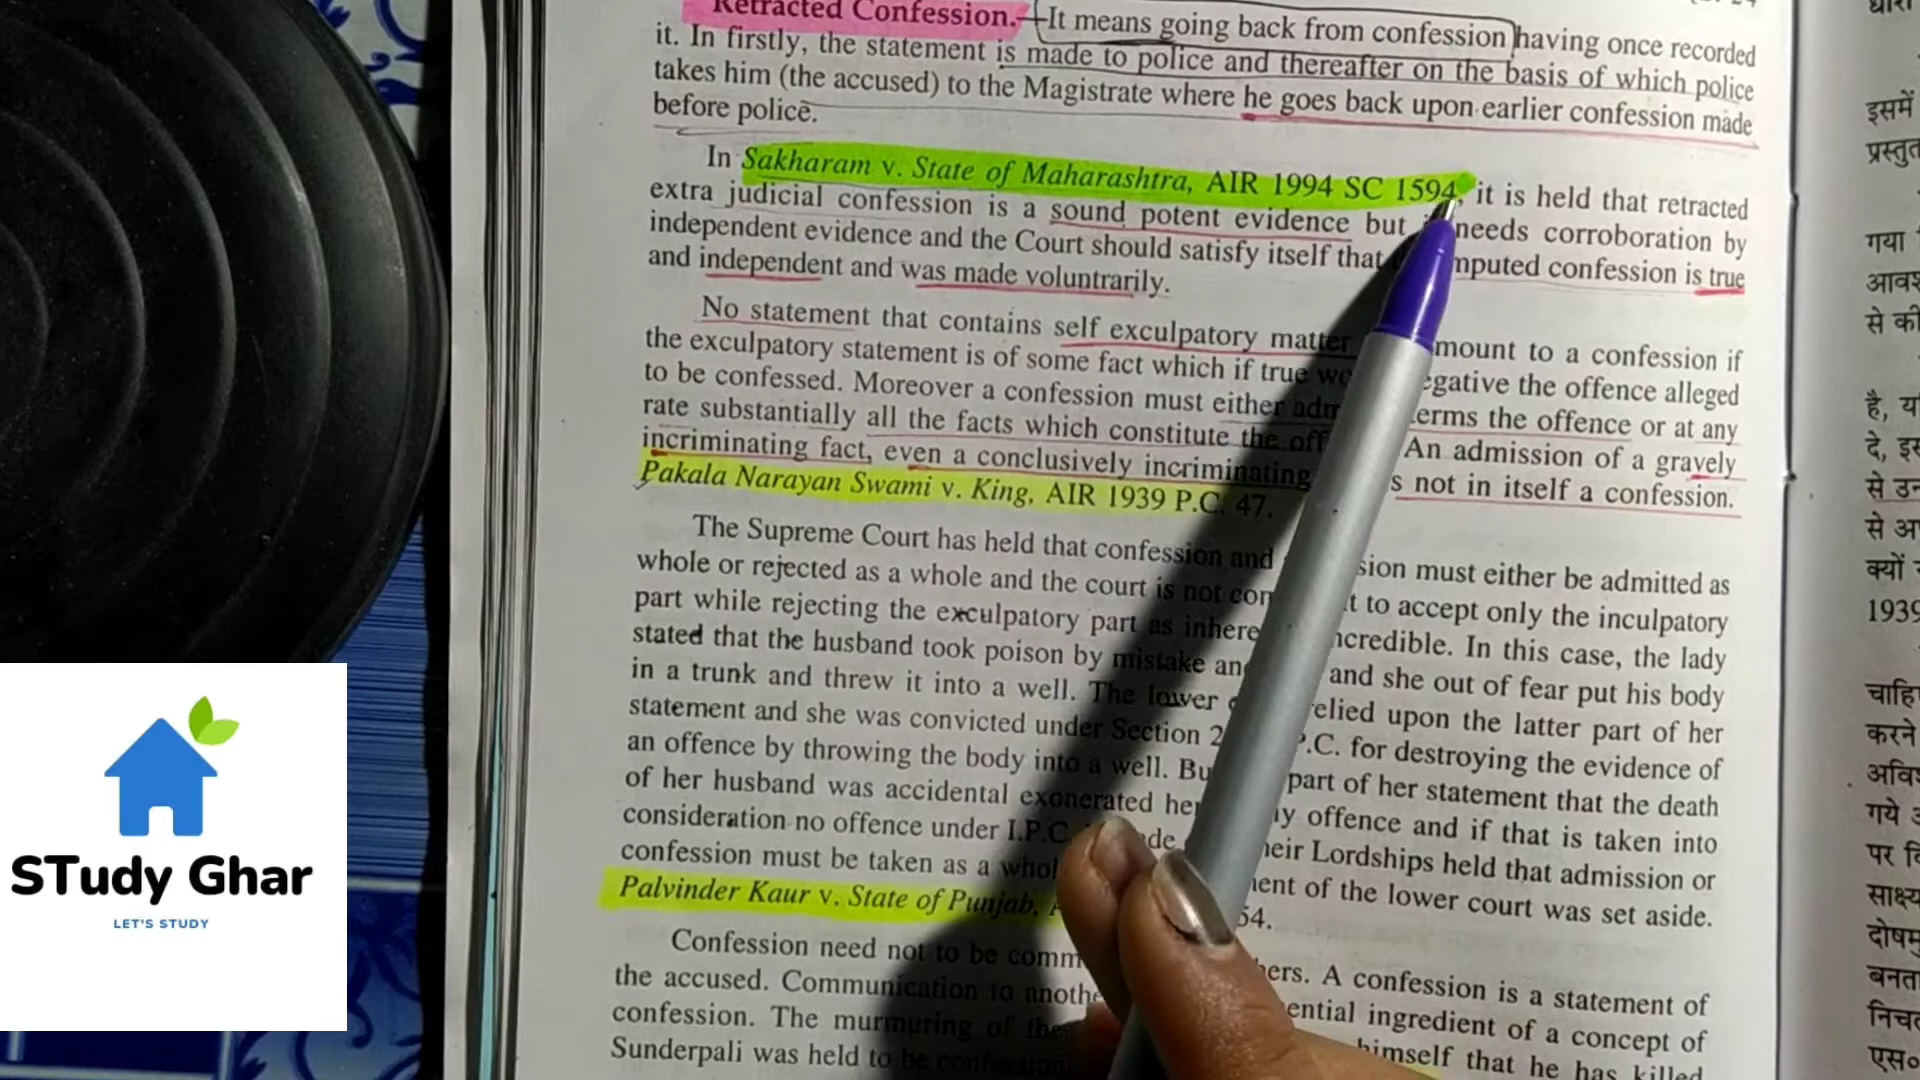 Retracted Confession.—It means going back from confession having once recorded
it. In firstly, the statement is made to police and thereafter on the basis of which police
takes him (the accused) to the Magistrate where he goes back upon earlier confession made
before police.
In Sakharam v. State of Maharashtra, AIR 1994 SC 1594, it is held that retracted
extra judicial confession is a sound potent evidence but needs corroboration by
independent evidence and the Court should satisfy itself that mputed confession is true
and independent and was made voluntrarily.
No statement that contains self exculpatory matter mount to a confession if
the exculpatory statement is of some fact which if true egative the offence alleged
to be confessed. Moreover a confession must either erms the offence or at any
rate substantially all the facts which constitute the An admission of a gravely
incriminating fact, even a conclusively incriminating s not in itself a confession.
Pakala Narayan Swami v. King, AIR 1939 P.C. 47.
The Supreme Court has held that confession and sion must either be admitted as
whole or rejected as a whole and the court is not t to accept only the inculpatory
part while rejecting the exculpatory part as ncredible. In this case, the lady
stated that the husband took poison by mistake and she out of fear put his body
in a trunk and threw it into a well. The lower elied upon the latter part of her
statement and she was convicted under Section 2 P.C. for destroying the evidence of
an offence by throwing the body into a well. part of her statement that the death
of her husband was accidental exonerated y offence and if that is taken into
consideration no offence under I.P.C. heir Lordships held that admission or
confession must be taken as a ent of the lower court was set aside.
Palvinder Kaur v. State of Punjab, 54.
Confession need not to be ers. A confession is a statement of
the accused. Communication to ential ingredient of a concept of
confession. The murmuring of himself that he has killed
Sunderpali was held to be
इसमें
गया
से की
है, या
क्यों
1939
करने
गये
एस०
STudy Ghar
LET'S STUDY